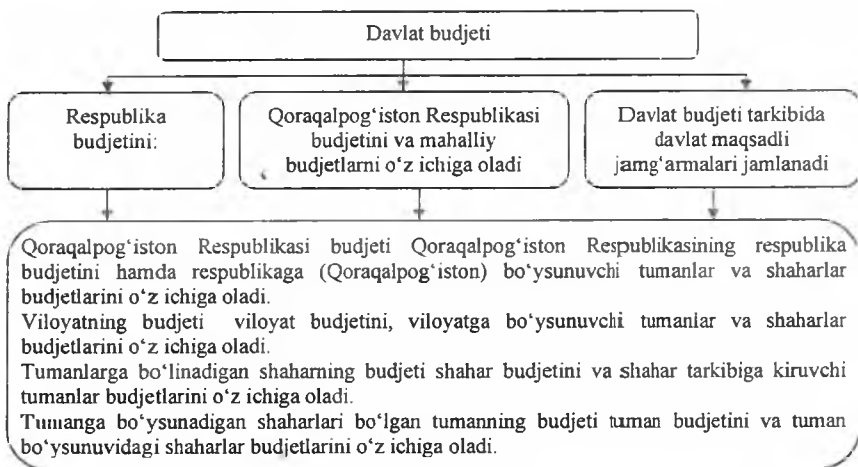 Davlat budjeti
Respublika
budjetini:
Qoraqalpog‘iston Respublikasi
budjetini va mahalliy
budjetlarni o‘z ichiga oladi
Davlat budjeti tarkibida
davlat maqsadli
jamg‘armalari jamlanadi
Qoraqalpog‘iston Respublikasi budjeti Qoraqalpog‘iston Respublikasining respublika
budjetini hamda respublikaga (Qoraqalpog‘iston) bo‘ysunuvchi tumanlar va shaharlar
budjetlarini o‘z ichiga oladi.
Viloyatning budjeti viloyat budjetini, viloyatga bo‘ysunuvchi tumanlar va shaharlar
budjetlarini o‘z ichiga oladi.
Tumanlarga bo‘linadigan shaharning budjeti shahar budjetini va shahar tarkibiga kiruvchi
tumanlar budjetlarini o‘z ichiga oladi.
Tumanga bo‘ysunadigan shaharlari bo‘lgan tumanning budjeti tuman budjetini va tuman
bo‘ysunuvidagi shaharlar budjetlarini o‘z ichiga oladi.